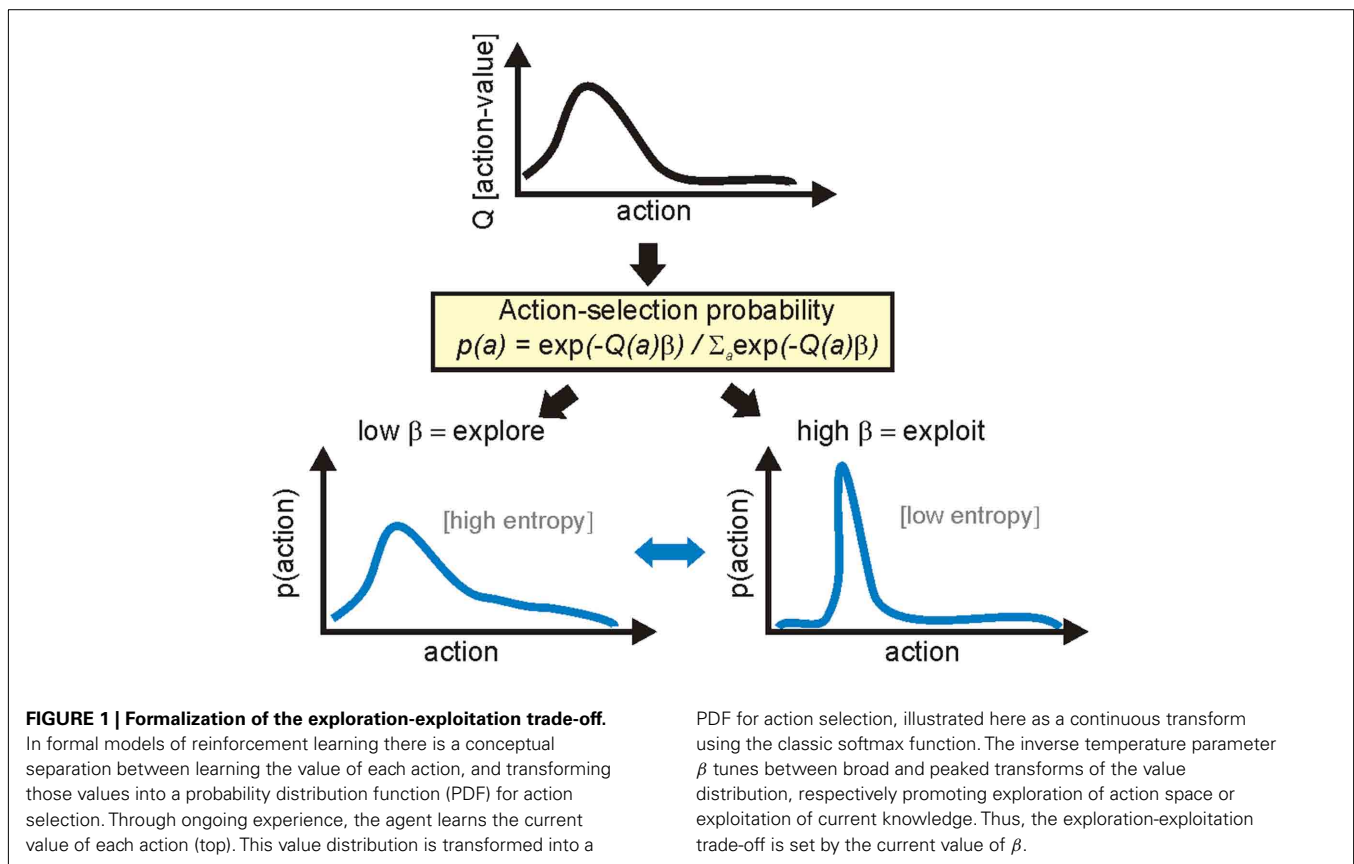 Q [action-value]
action
Action-selection probability
p(a) = exp(-Q(a)β) / Σₐexp(-Q(a)β)
low β = explore
high β = exploit
p(action)
[high entropy]
action
p(action)
[low entropy]
action
FIGURE 1 | Formalization of the exploration-exploitation trade-off.
In formal models of reinforcement learning there is a conceptual
separation between learning the value of each action, and transforming
those values into a probability distribution function (PDF) for action
selection. Through ongoing experience, the agent learns the current
value of each action (top). This value distribution is transformed into a
PDF for action selection, illustrated here as a continuous transform
using the classic softmax function. The inverse temperature parameter
β tunes between broad and peaked transforms of the value
distribution, respectively promoting exploration of action space or
exploitation of current knowledge. Thus, the exploration-exploitation
trade-off is set by the current value of β.